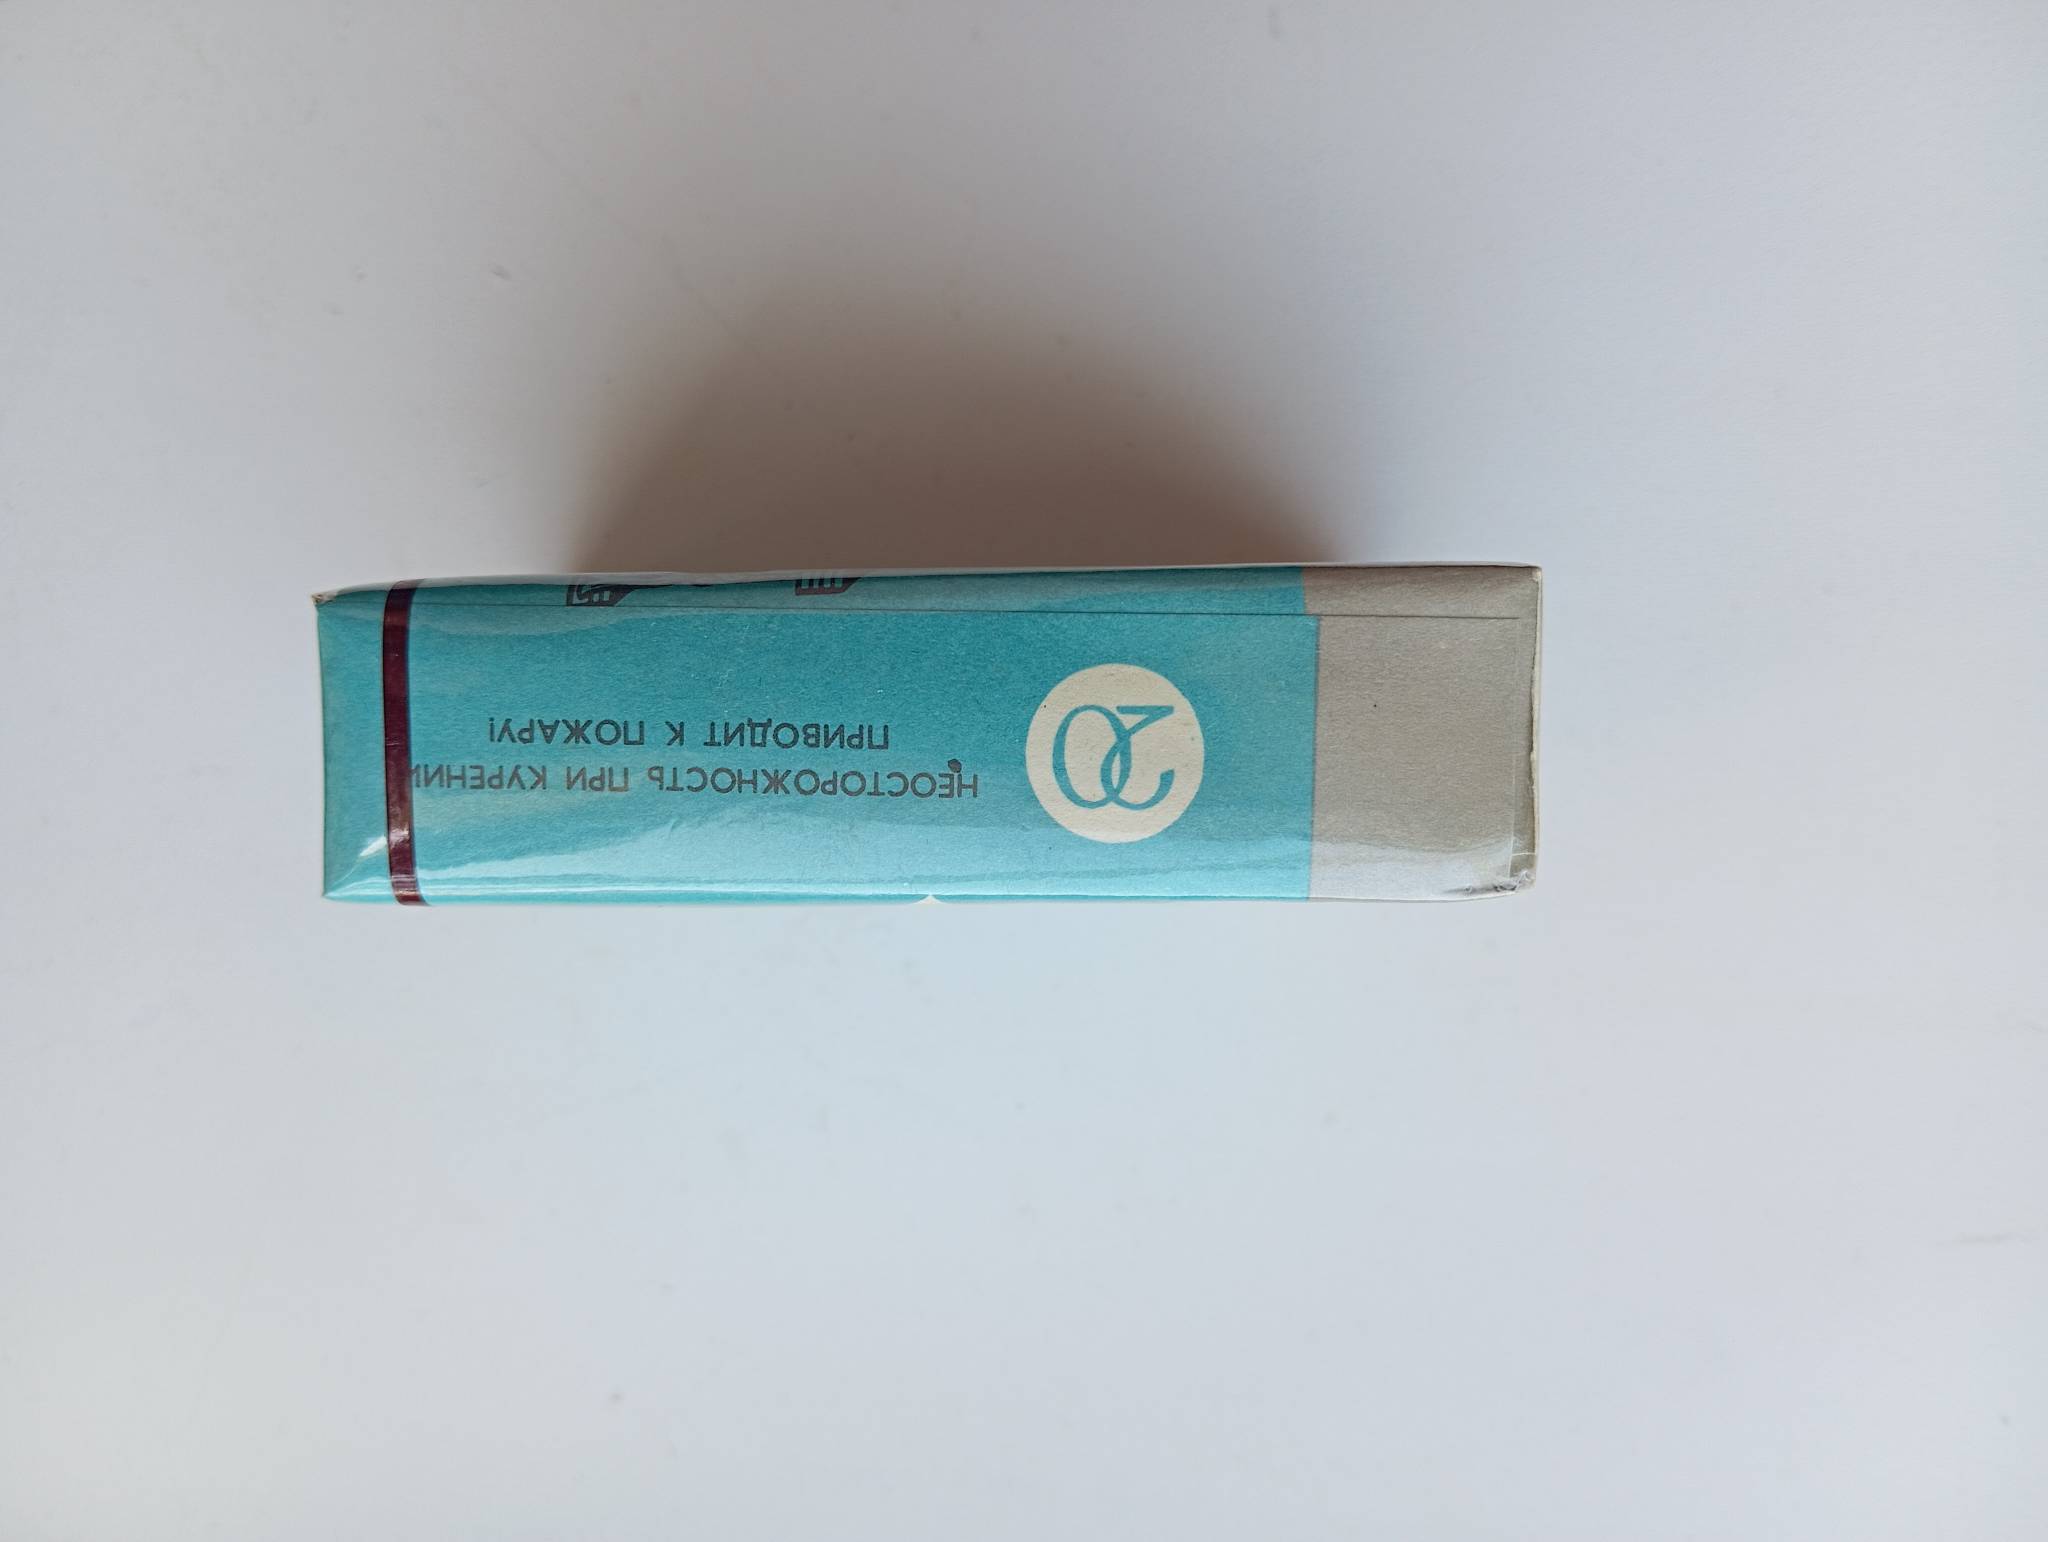 20
НЕОСТОРОЖНОСТЬ ПРИ КУРЕНИИ
ПРИВОДИТ К ПОЖАРУ!